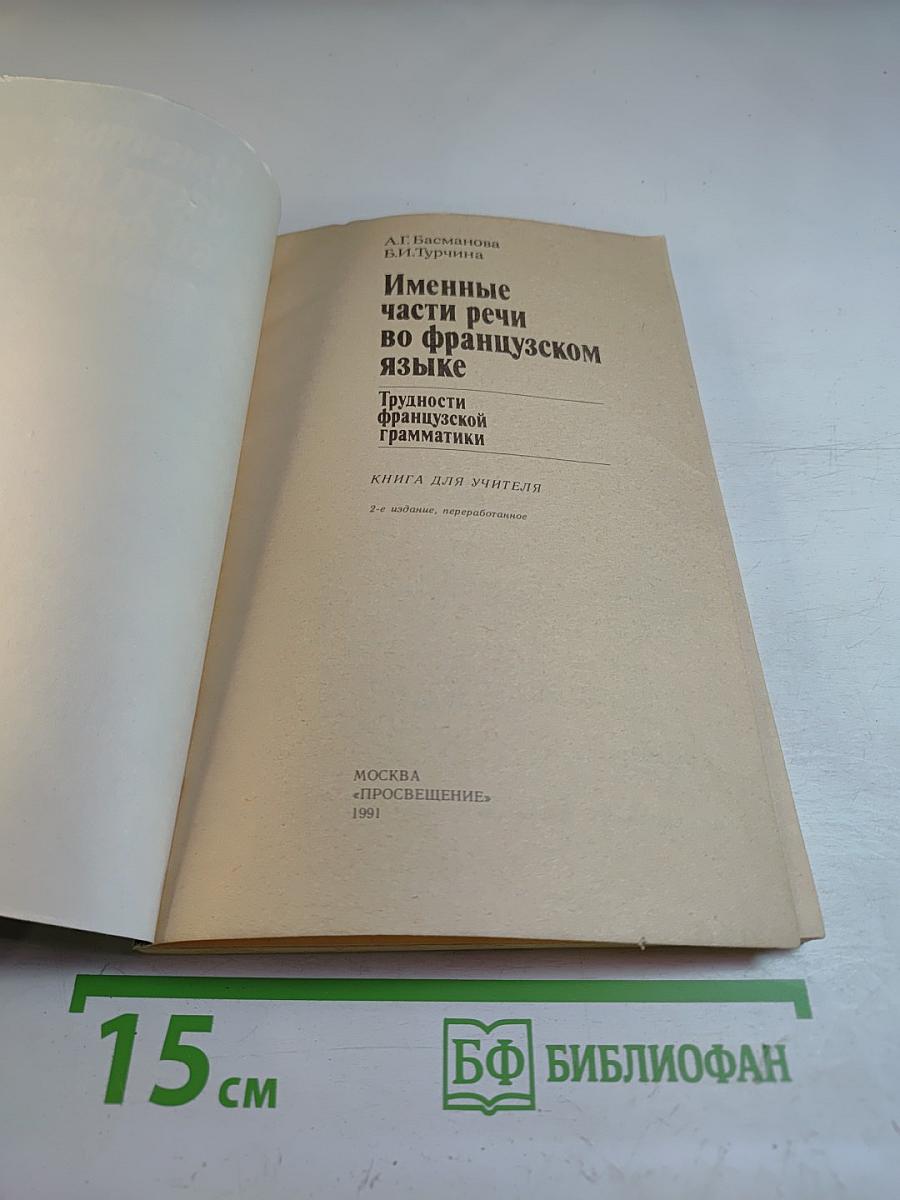 А.Г. Басманова
Б.И. Турчина
Именные
части речи
во французском
языке
Трудности
французской
грамматики
КНИГА ДЛЯ УЧИТЕЛЯ
2-е издание, переработанное
МОСКВА
«ПРОСВЕЩЕНИЕ»
1991
15 см
БФ БИБЛИОФАН